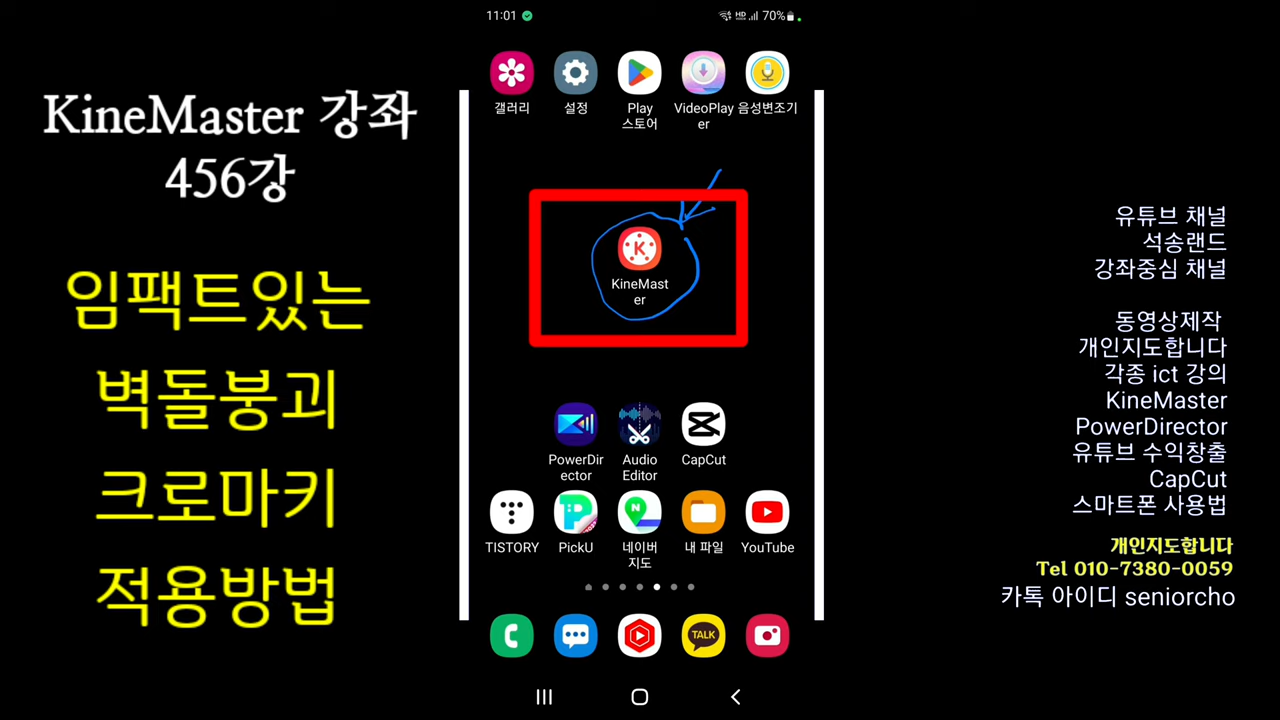 KineMaster 강좌
456강
임팩트있는
벽돌붕괴
크로마키
적용방법
11:01
HD 70%
갤러리
설정
Play
스토어
VideoPlay
er
음성변조기
K
KineMast
er
PowerDir
ector
Audio
Editor
CapCut
TISTORY
PickU
네이버
지도
내 파일
YouTube
TALK
유튜브 채널
석송랜드
강좌중심 채널
동영상제작
개인지도합니다
각종 ict 강의
KineMaster
PowerDirector
유튜브 수익창출
CapCut
스마트폰 사용법
개인지도합니다
Tel 010-7380-0059
카톡 아이디 seniorcho